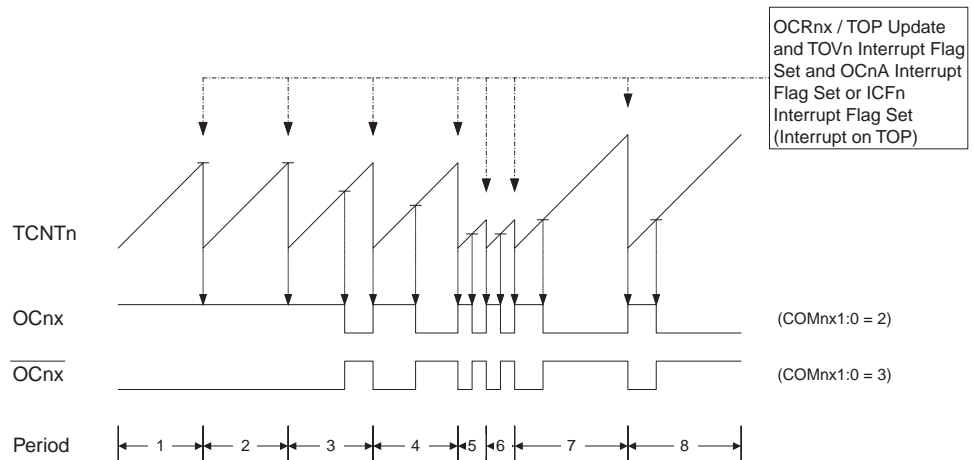 OCRnx / TOP Update
and TOVn Interrupt Flag
Set and OCnA Interrupt
Flag Set or ICFn
Interrupt Flag Set
(Interrupt on TOP)
TCNTn
OCnx
(COMnx1:0 = 2)
OCnx
(COMnx1:0 = 3)
Period 1 2 3 4 5 6 7 8